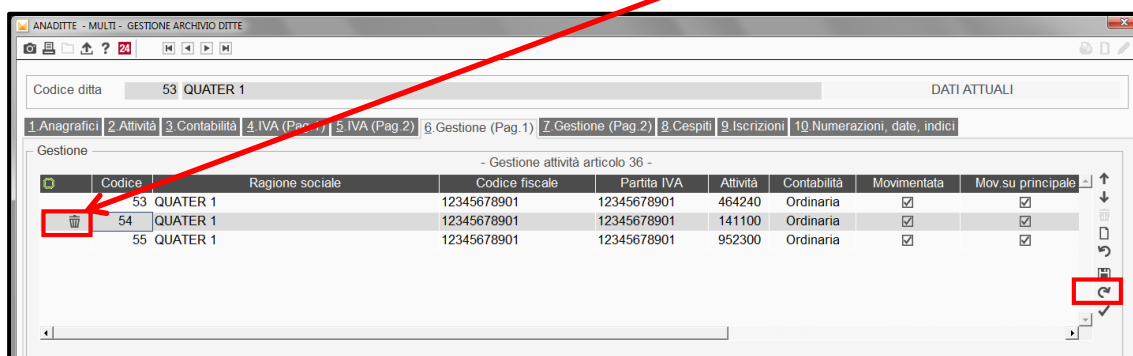 ANADITTE - MULTI - GESTIONE ARCHIVIO DITTE
? 24
Codice ditta 53 QUATER 1 DATI ATTUALI
1.Anagrafici 2.Attività 3.Contabilità 4.IVA (Pag.1) 5.IVA (Pag.2) 6.Gestione (Pag.1) 7.Gestione (Pag.2) 8.Cespiti 9.Iscrizioni 10.Numerazioni, date, indici
Gestione
- Gestione attività articolo 36 -
Codice Ragione sociale Codice fiscale Partita IVA Attività Contabilità Movimentata Mov.su principale
53 QUATER 1 12345678901 12345678901 464240 Ordinaria
54 QUATER 1 12345678901 12345678901 141100 Ordinaria
55 QUATER 1 12345678901 12345678901 952300 Ordinaria